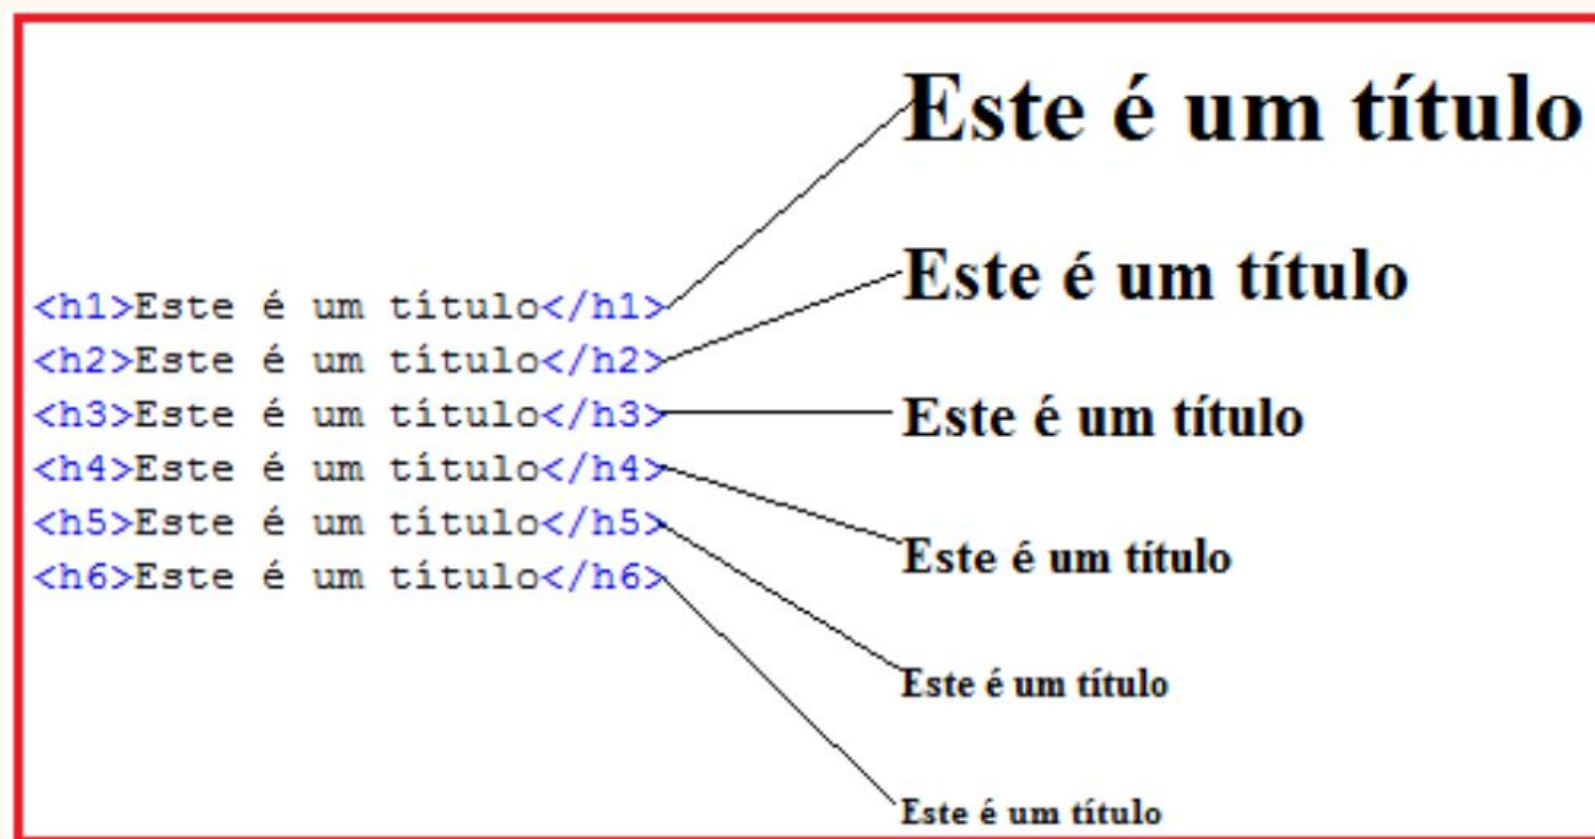 <h1>Este é um título</h1>
<h2>Este é um título</h2>
<h3>Este é um título</h3>
<h4>Este é um título</h4>
<h5>Este é um título</h5>
<h6>Este é um título</h6>
Este é um título
Este é um título
Este é um título
Este é um título
Este é um título
Este é um título